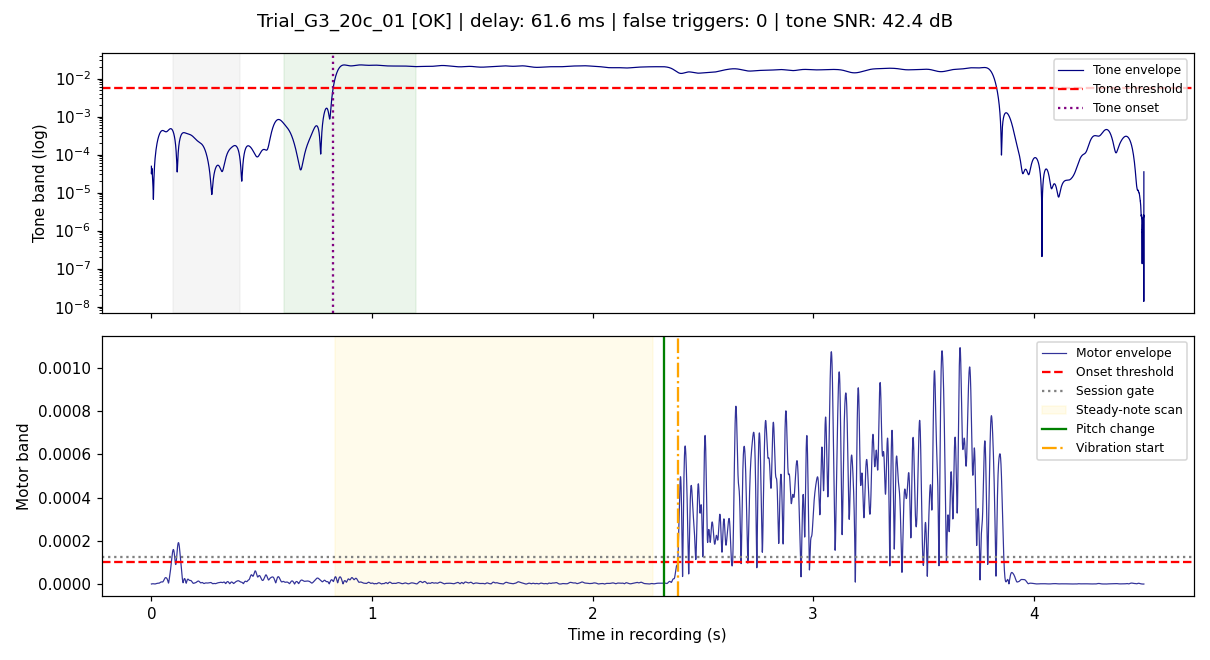 Trial_G3_20c_01 [OK] | delay: 61.6 ms | false triggers: 0 | tone SNR: 42.4 dB
Tone band (log)
10⁻²
10⁻³
10⁻⁴
10⁻⁵
10⁻⁶
10⁻⁷
10⁻⁸
Tone envelope
Tone threshold
Tone onset
Motor band
0.0010
0.0008
0.0006
0.0004
0.0002
0.0000
Motor envelope
Onset threshold
Session gate
Steady-note scan
Pitch change
Vibration start
0 1 2 3 4
Time in recording (s)